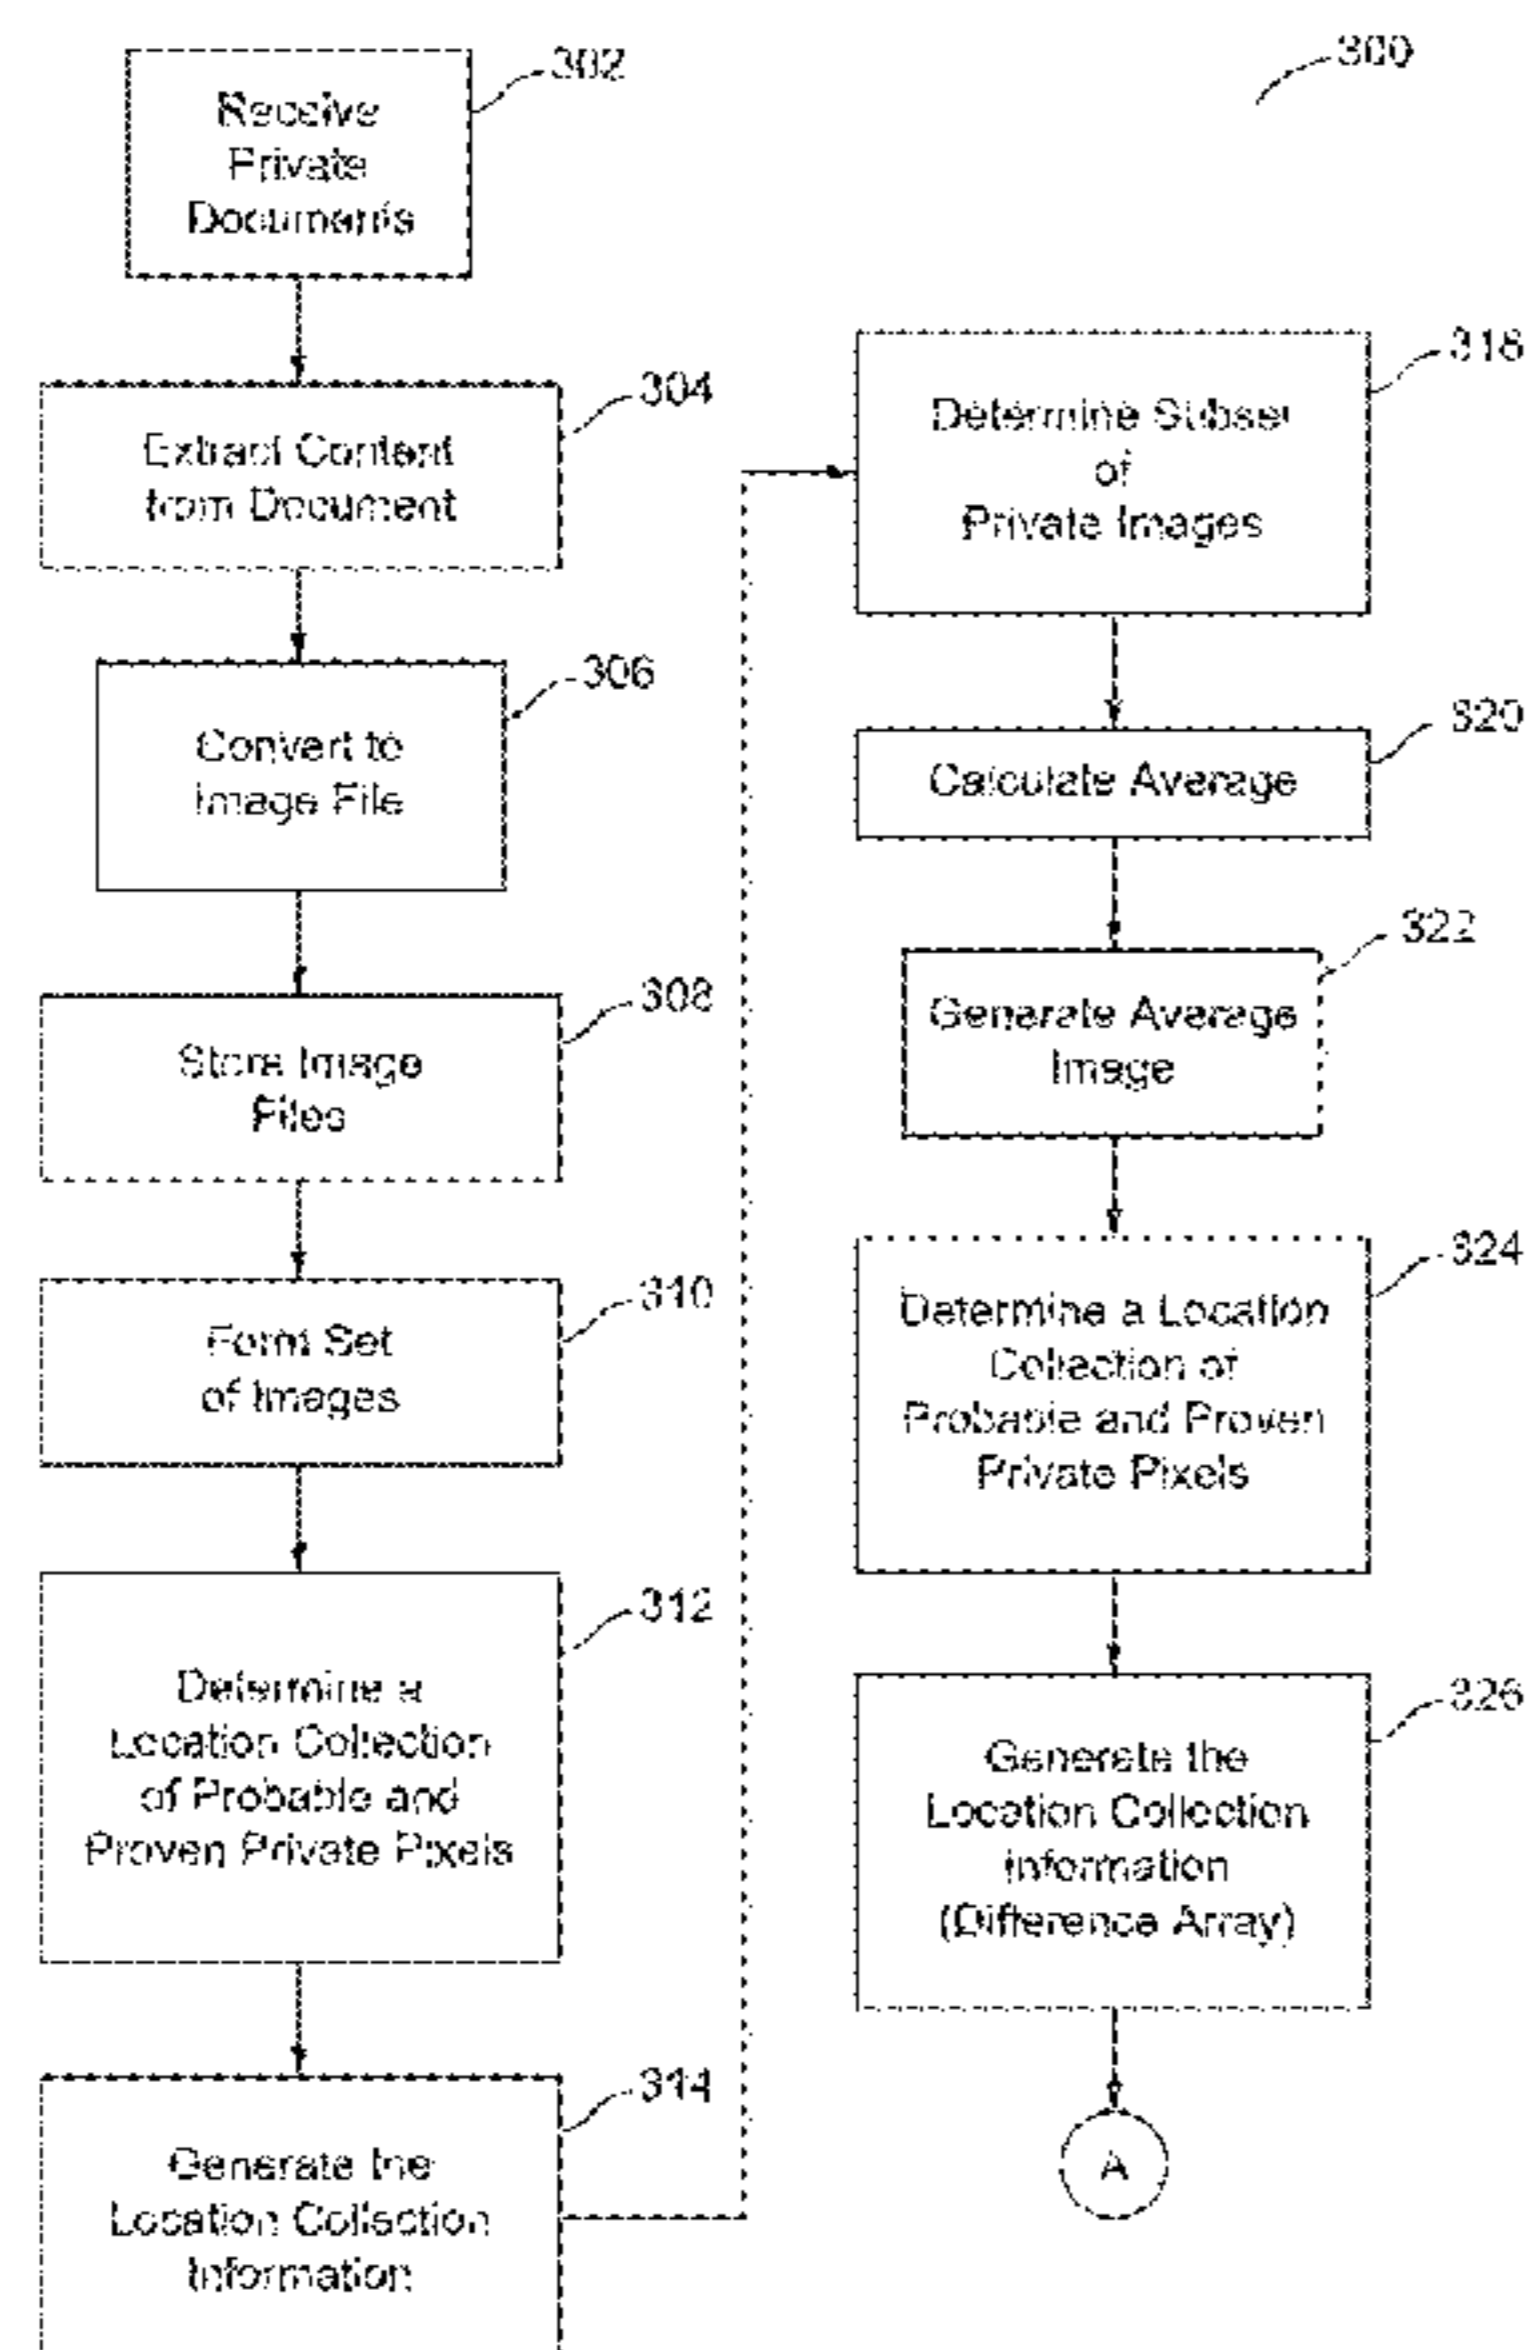 302
Receive
Private
Documents
304
Extract Content
from Document
306
Convert to
Image File
308
Store Image
Files
310
Form Set
of Images
312
Determine a
Location Collection
of Probable and
Proven Private Pixels
314
Generate the
Location Collection
Information
300
318
Determine Subset
of
Private Images
320
Calculate Average
322
Generate Average
Image
324
Determine a Location
Collection of
Probable and Proven
Private Pixels
326
Generate the
Location Collection
Information
(Difference Array)
A